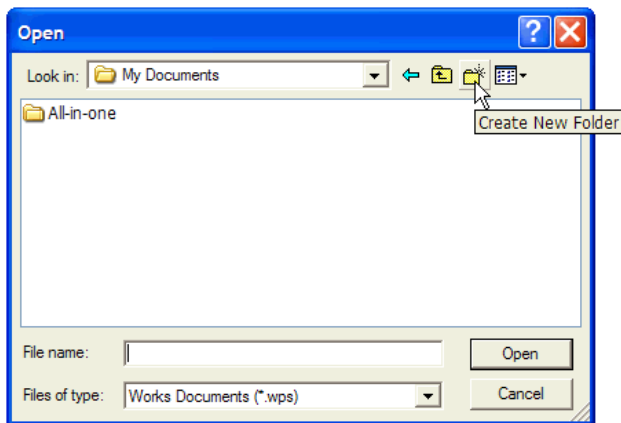 Open
Look in: My Documents
All-in-one
Create New Folder
File name:
Open
Files of type: Works Documents (*.wps)
Cancel